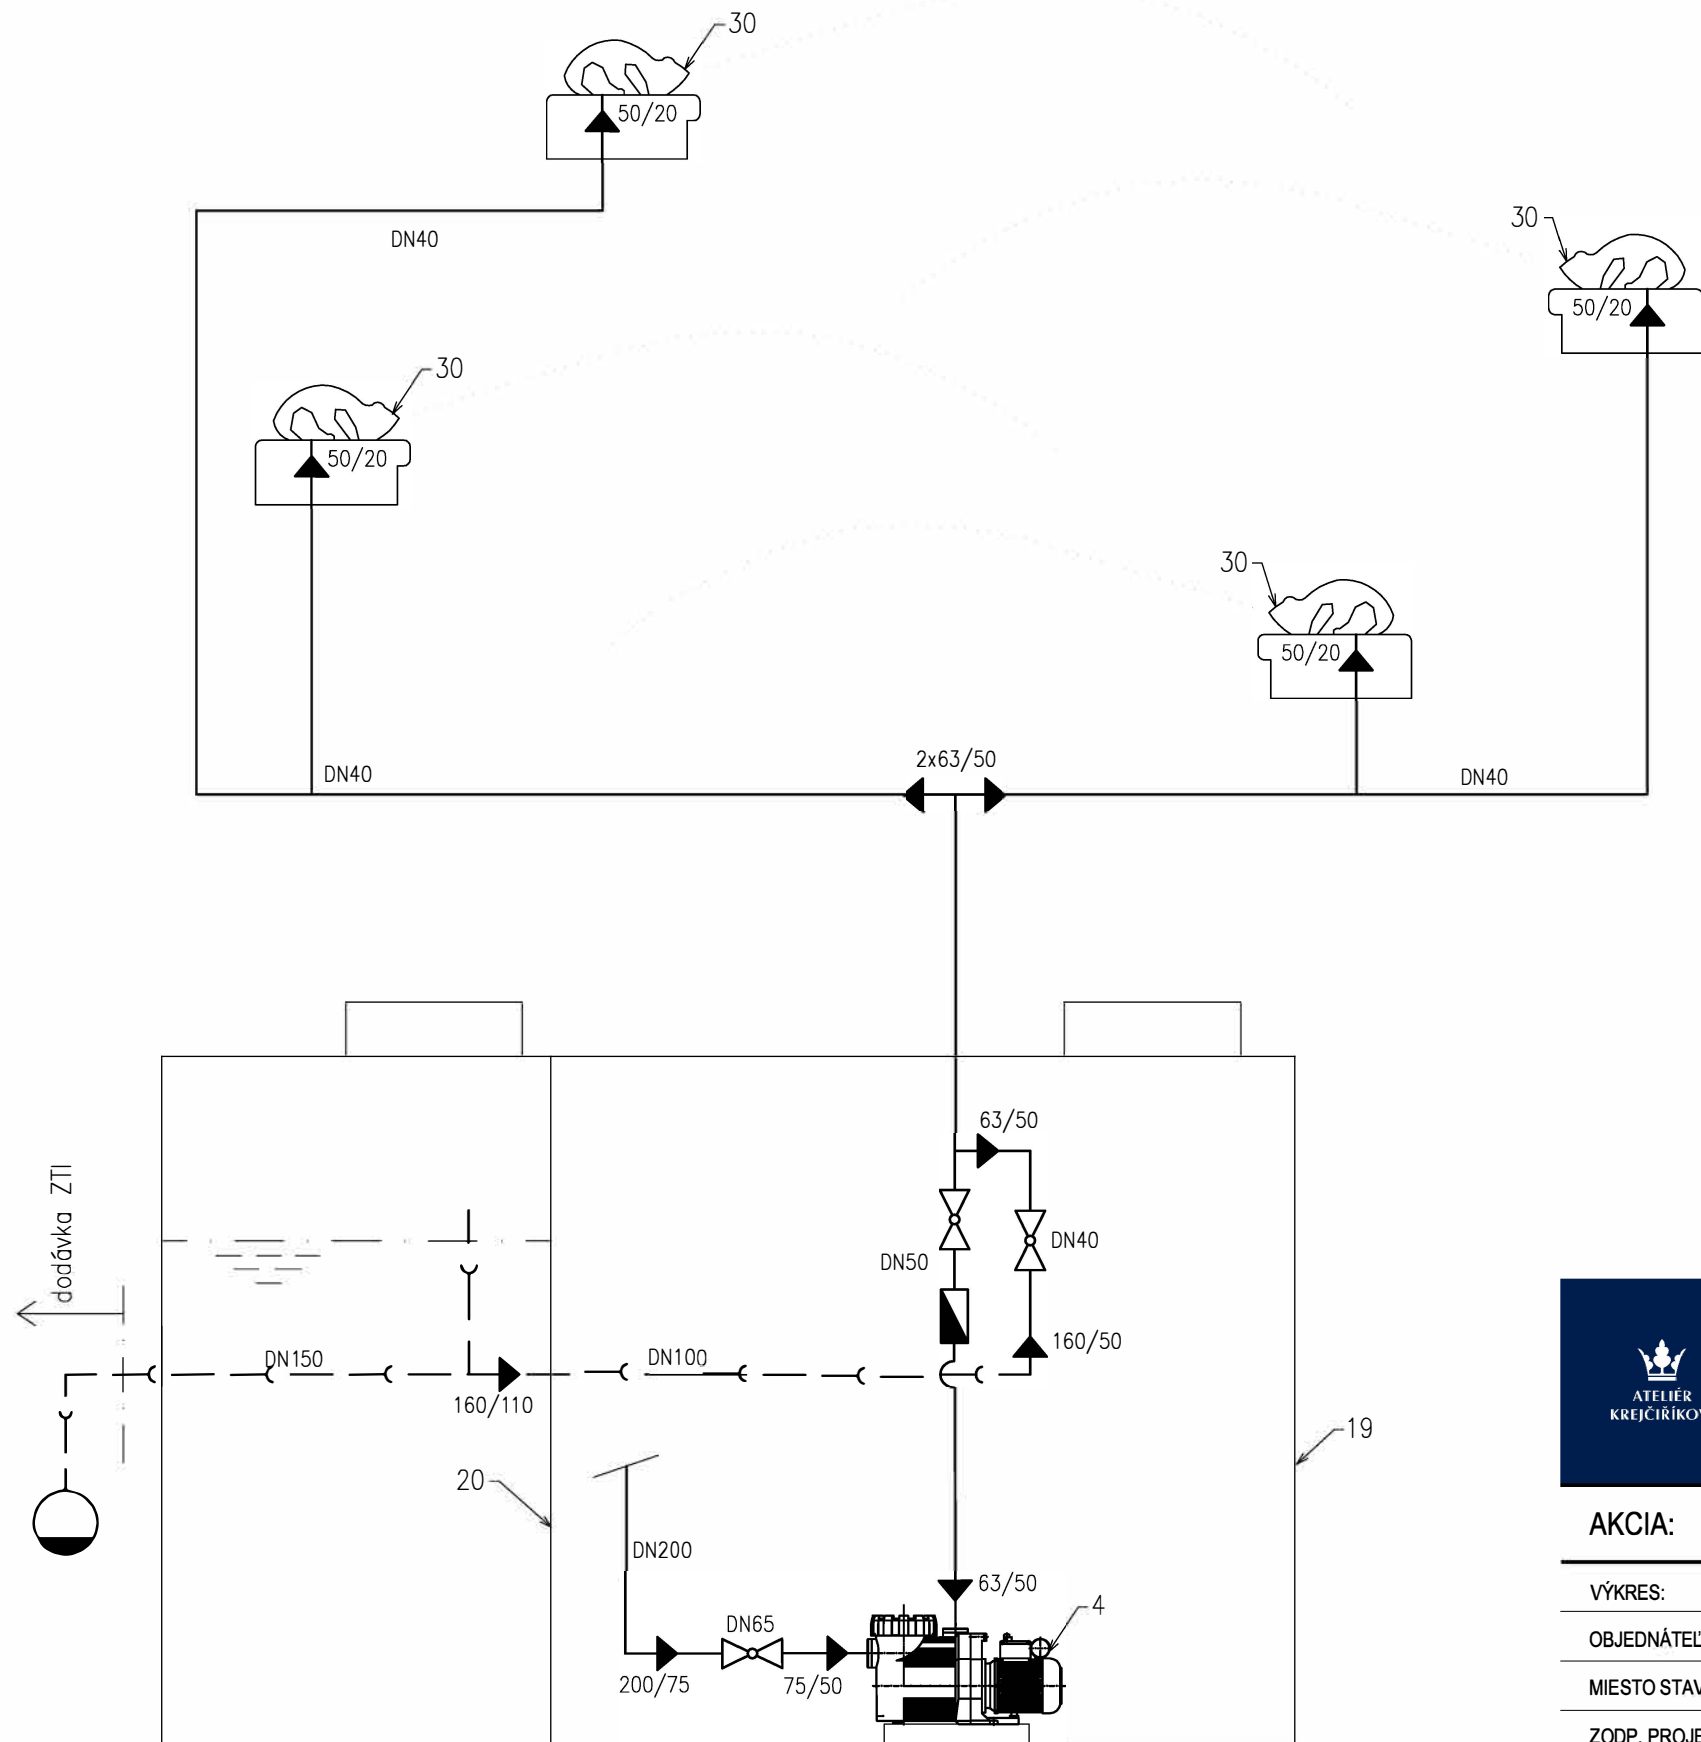 30
50/20
DN40
30
50/20
30
50/20
30
50/20
2x63/50
DN40
DN40
63/50
dodávka ZTI
DN50
DN40
DN150
DN100
160/50
160/110
19
20
DN200
63/50
4
DN65
200/75
75/50
ATELIÉR
KREJČIŘÍKOV
AKCIA:
VÝKRES:
OBJEDNÁTEĽ
MIESTO STAV
ZODP. PROJE